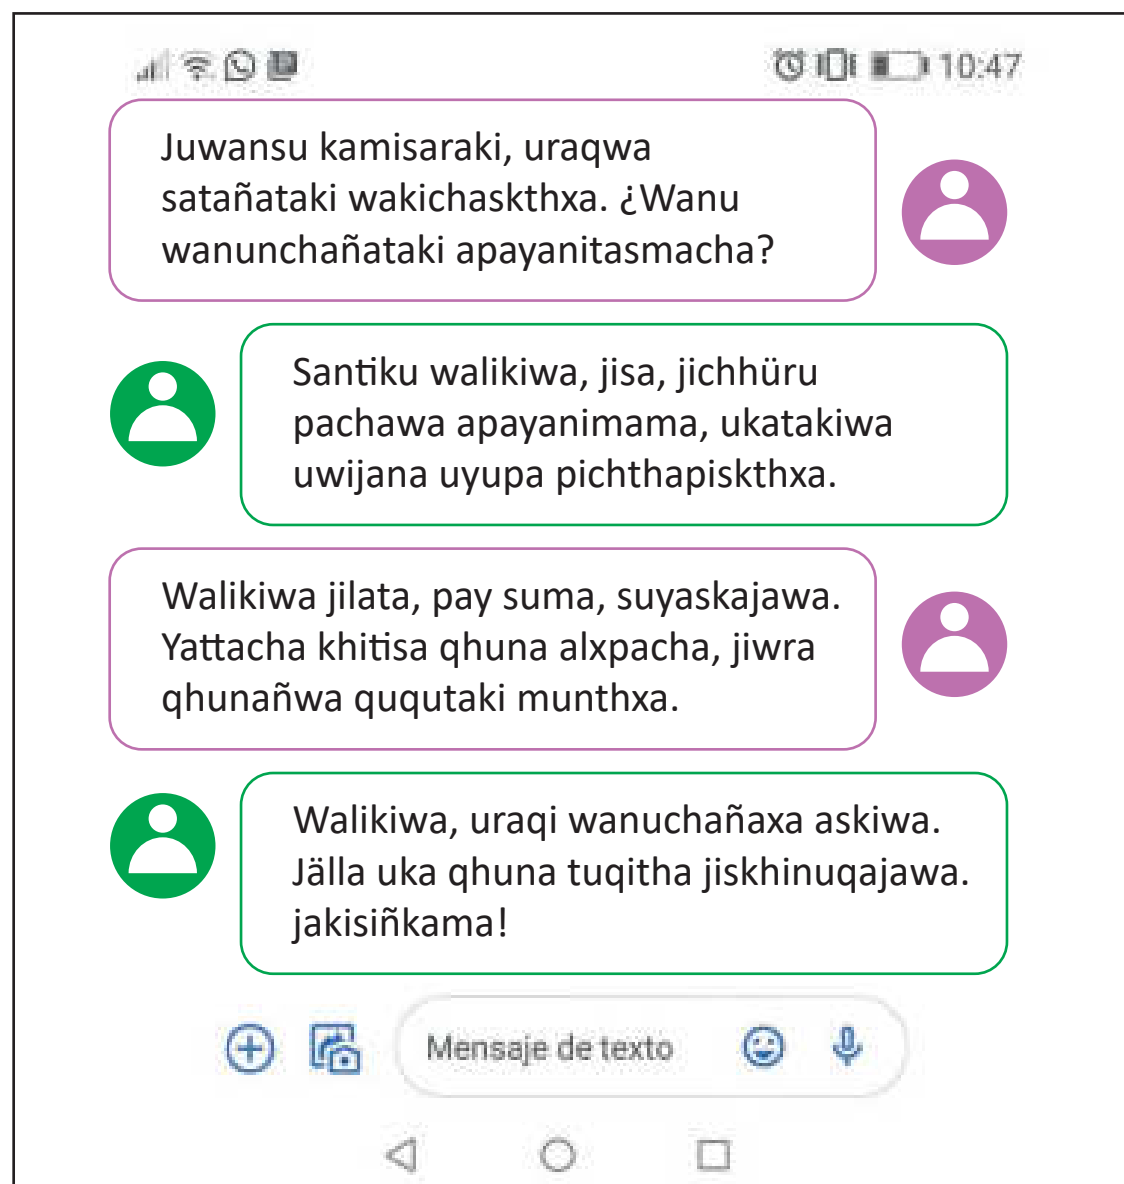 10:47
Juwansu kamisaraki, uraqwa
satañataki wakichaskthxa. ¿Wanu
wanunchañataki apayanitasmacha?
Santiku walikiwa, jisa, jichhüru
pachawa apayanimama, ukatakiwa
uwijana uyupa pichthapiskthxa.
Walikiwa jilata, pay suma, suyaskajawa.
Yattacha khitisa qhuna alxpacha, jiwra
qhunañwa ququtaki munthxa.
Walikiwa, uraqi wanuchañaxa askiwa.
Jälla uka qhuna tuqitha jiskhinuqajawa.
jakisiñkama!
Mensaje de texto